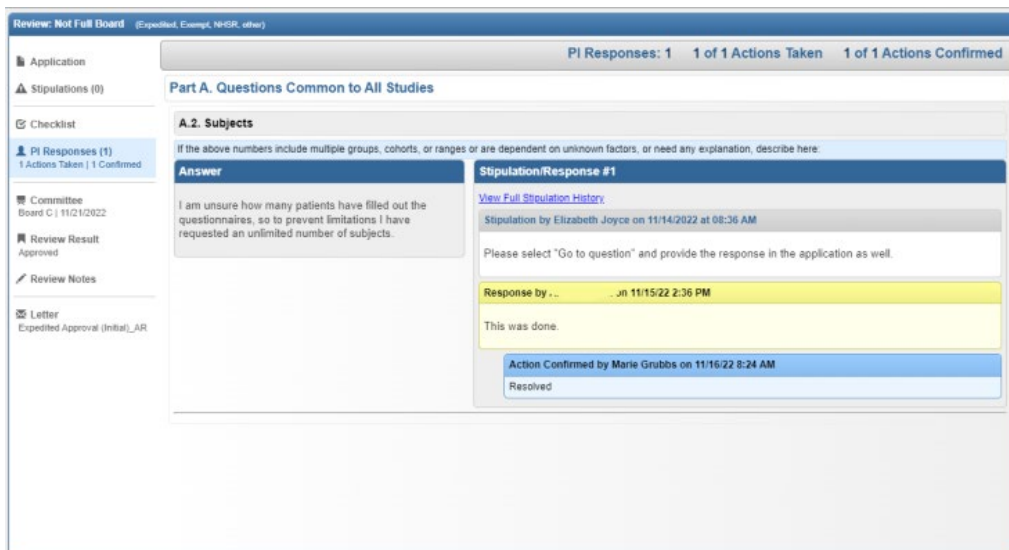 Review: Not Full Board (Expedited, Exempt, NHSR, other)
PI Responses: 1 1 of 1 Actions Taken 1 of 1 Actions Confirmed
Application
Stipulations (0)
Checklist
PI Responses (1)
1 Actions Taken | 1 Confirmed
Committee
Board C | 11/21/2022
Review Result
Approved
Review Notes
Letter
Expedited Approval (Initial)_AR
Part A. Questions Common to All Studies
A.2. Subjects
If the above numbers include multiple groups, cohorts, or ranges or are dependent on unknown factors, or need any explanation, describe here:
Answer
I am unsure how many patients have filled out the
questionnaires, so to prevent limitations I have
requested an unlimited number of subjects.
Stipulation/Response #1
View Full Stipulation History
Stipulation by Elizabeth Joyce on 11/14/2022 at 08:36 AM
Please select "Go to question" and provide the response in the application as well.
Response by on 11/15/22 2:36 PM
This was done.
Action Confirmed by Marie Grubbs on 11/16/22 8:24 AM
Resolved